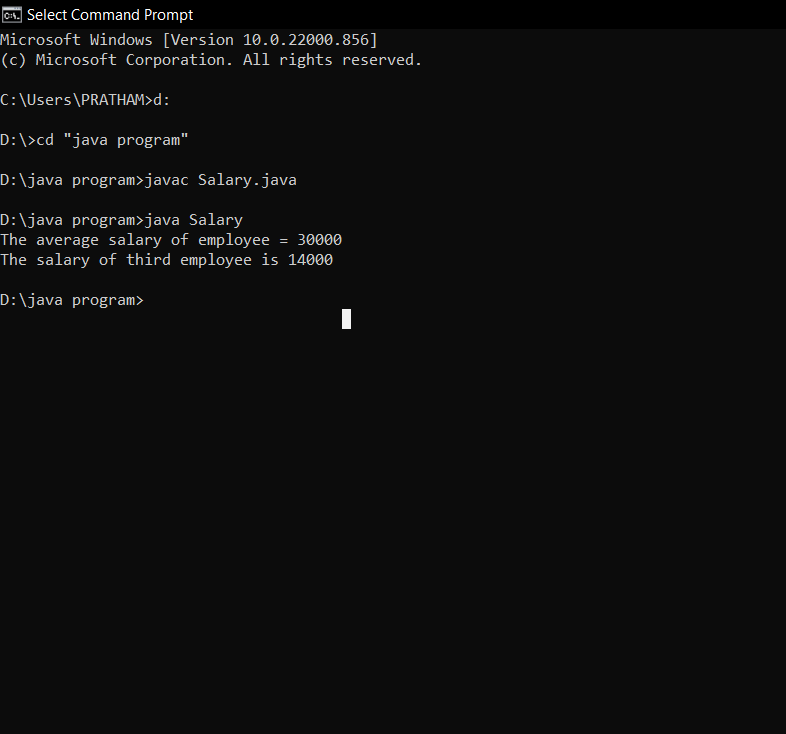 Select Command Prompt
Microsoft Windows [Version 10.0.22000.856]
(c) Microsoft Corporation. All rights reserved.
C:\Users\PRATHAM>d:
D:\>cd "java program"
D:\java program>javac Salary.java
D:\java program>java Salary
The average salary of employee = 30000
The salary of third employee is 14000
D:\java program>